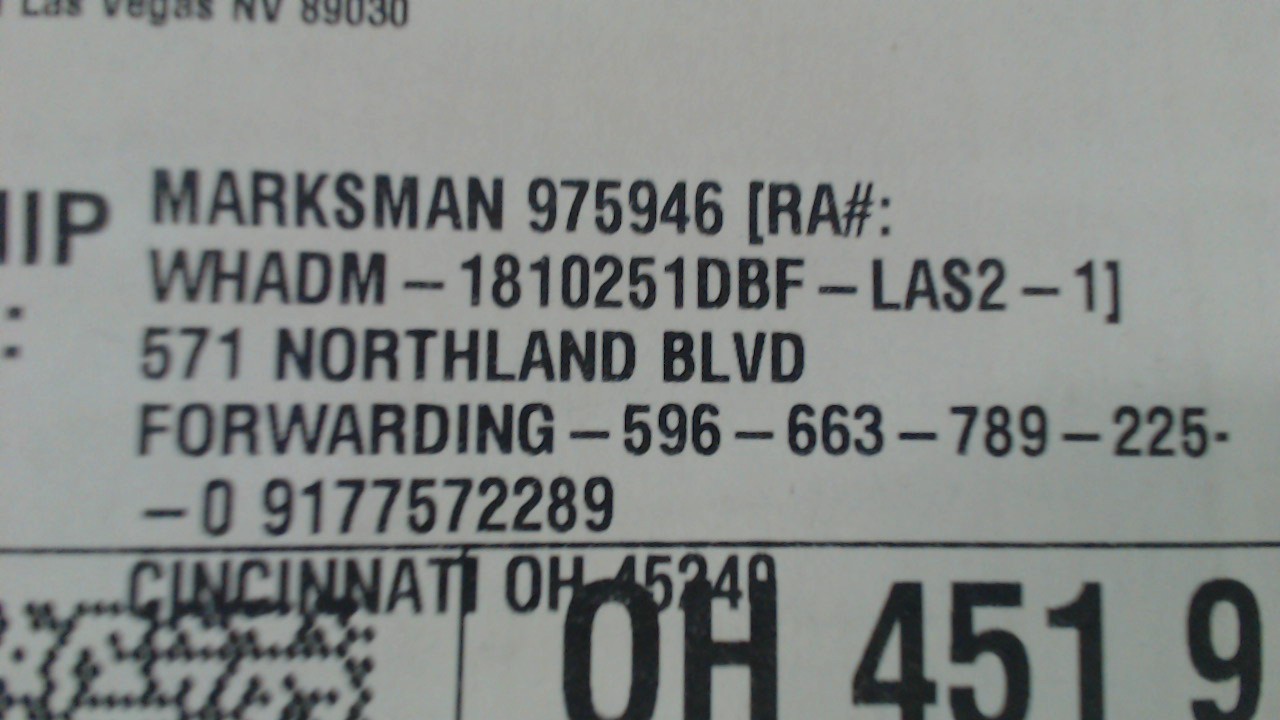 Las Vegas NV 89030
MARKSMAN 975946 [RA#:
HIP
WHADM-1810251DBF-LAS2-1]
:
571 NORTHLAND BLVD
FORWARDING-596-663-789-225-
-0 9177572289
CINCINNATI OH 45240
OH 451 9